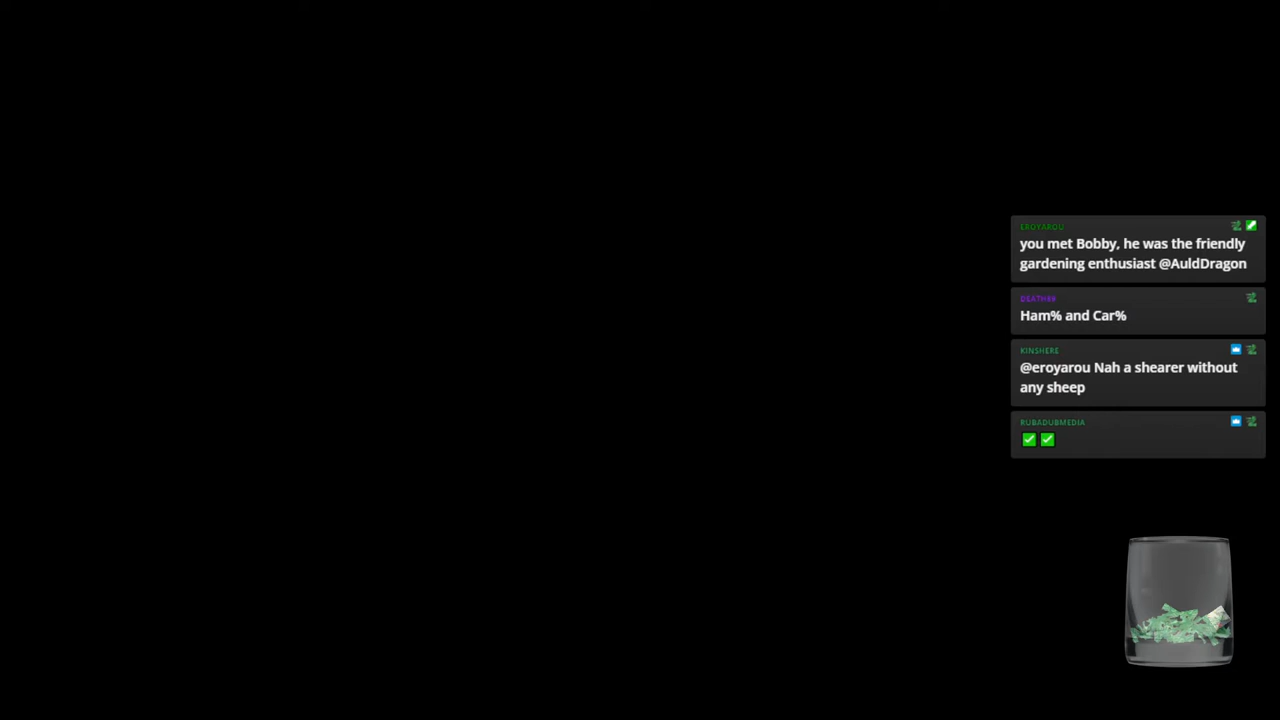 EROYAROU
you met Bobby, he was the friendly
gardening enthusiast @AuldDragon
DEATH89
Ham% and Car%
KINSHERE
@eroyarou Nah a shearer without
any sheep
RUBADUBMEDIA